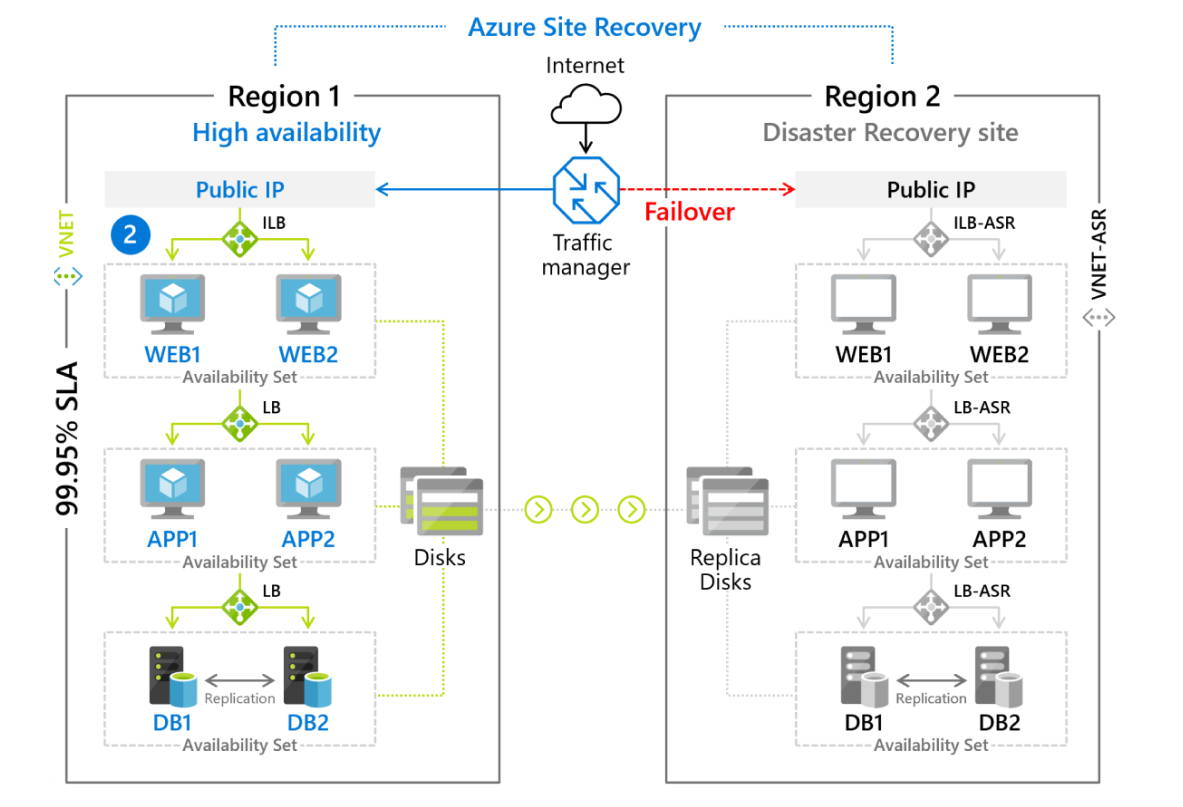 Azure Site Recovery
Internet
Region 1
High availability
Region 2
Disaster Recovery site
Public IP
Public IP
Failover
Traffic
manager
VNET
99.95% SLA
VNET-ASR
2
ILB
WEB1
WEB2
Availability Set
LB
APP1
APP2
Availability Set
LB
DB1
Replication
DB2
Availability Set
Disks
Replica
Disks
ILB-ASR
WEB1
WEB2
Availability Set
LB-ASR
APP1
APP2
Availability Set
LB-ASR
DB1
Replication
DB2
Availability Set